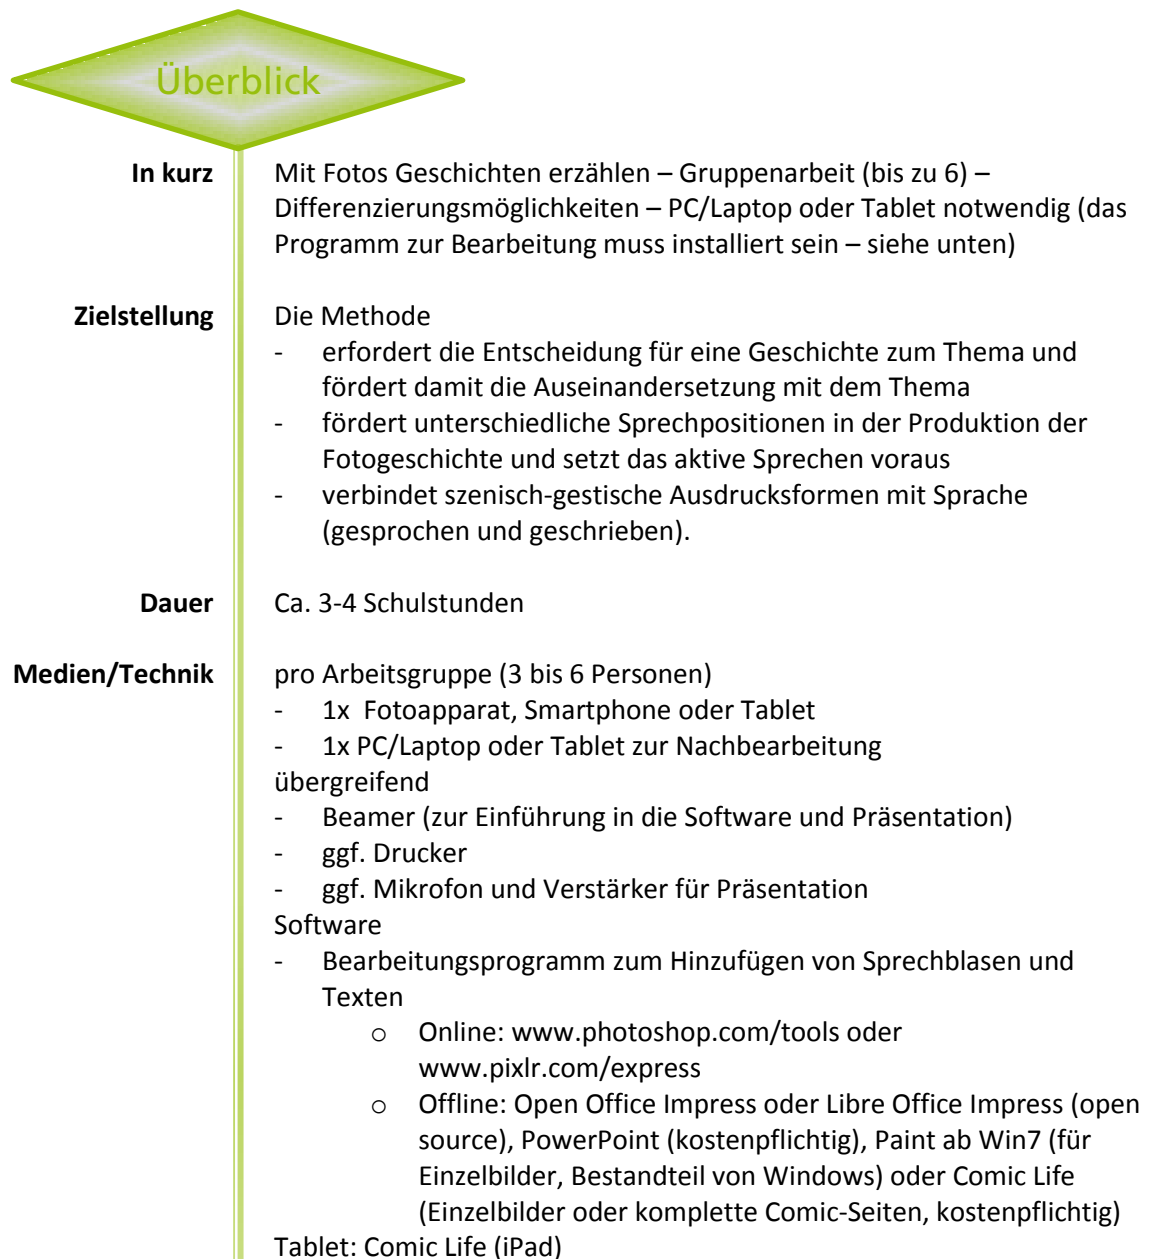 Überblick
In kurz
Mit Fotos Geschichten erzählen – Gruppenarbeit (bis zu 6) –
Differenzierungsmöglichkeiten – PC/Laptop oder Tablet notwendig (das
Programm zur Bearbeitung muss installiert sein – siehe unten)
Zielstellung
Die Methode
- erfordert die Entscheidung für eine Geschichte zum Thema und
fördert damit die Auseinandersetzung mit dem Thema
- fördert unterschiedliche Sprechpositionen in der Produktion der
Fotogeschichte und setzt das aktive Sprechen voraus
- verbindet szenisch-gestische Ausdrucksformen mit Sprache
(gesprochen und geschrieben).
Dauer
Ca. 3-4 Schulstunden
Medien/Technik
pro Arbeitsgruppe (3 bis 6 Personen)
- 1x Fotoapparat, Smartphone oder Tablet
- 1x PC/Laptop oder Tablet zur Nachbearbeitung
übergreifend
- Beamer (zur Einführung in die Software und Präsentation)
- ggf. Drucker
- ggf. Mikrofon und Verstärker für Präsentation
Software
- Bearbeitungsprogramm zum Hinzufügen von Sprechblasen und
Texten
o Online: www.photoshop.com/tools oder
www.pixlr.com/express
o Offline: Open Office Impress oder Libre Office Impress (open
source), PowerPoint (kostenpflichtig), Paint ab Win7 (für
Einzelbilder, Bestandteil von Windows) oder Comic Life
(Einzelbilder oder komplette Comic-Seiten, kostenpflichtig)
Tablet: Comic Life (iPad)